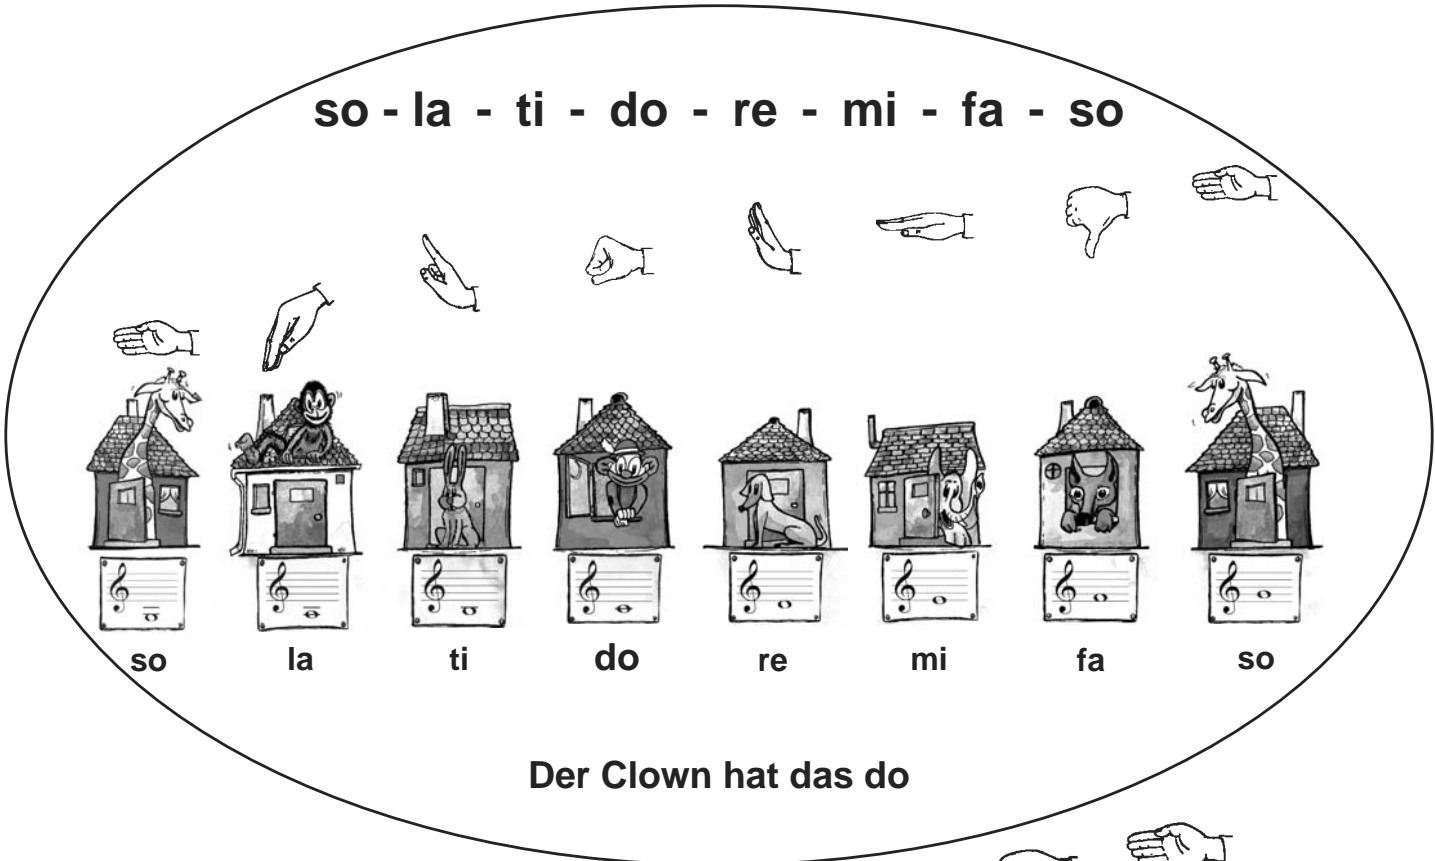 so - la - ti - do - re - mi - fa - so
so la ti do re mi fa so
Der Clown hat das do